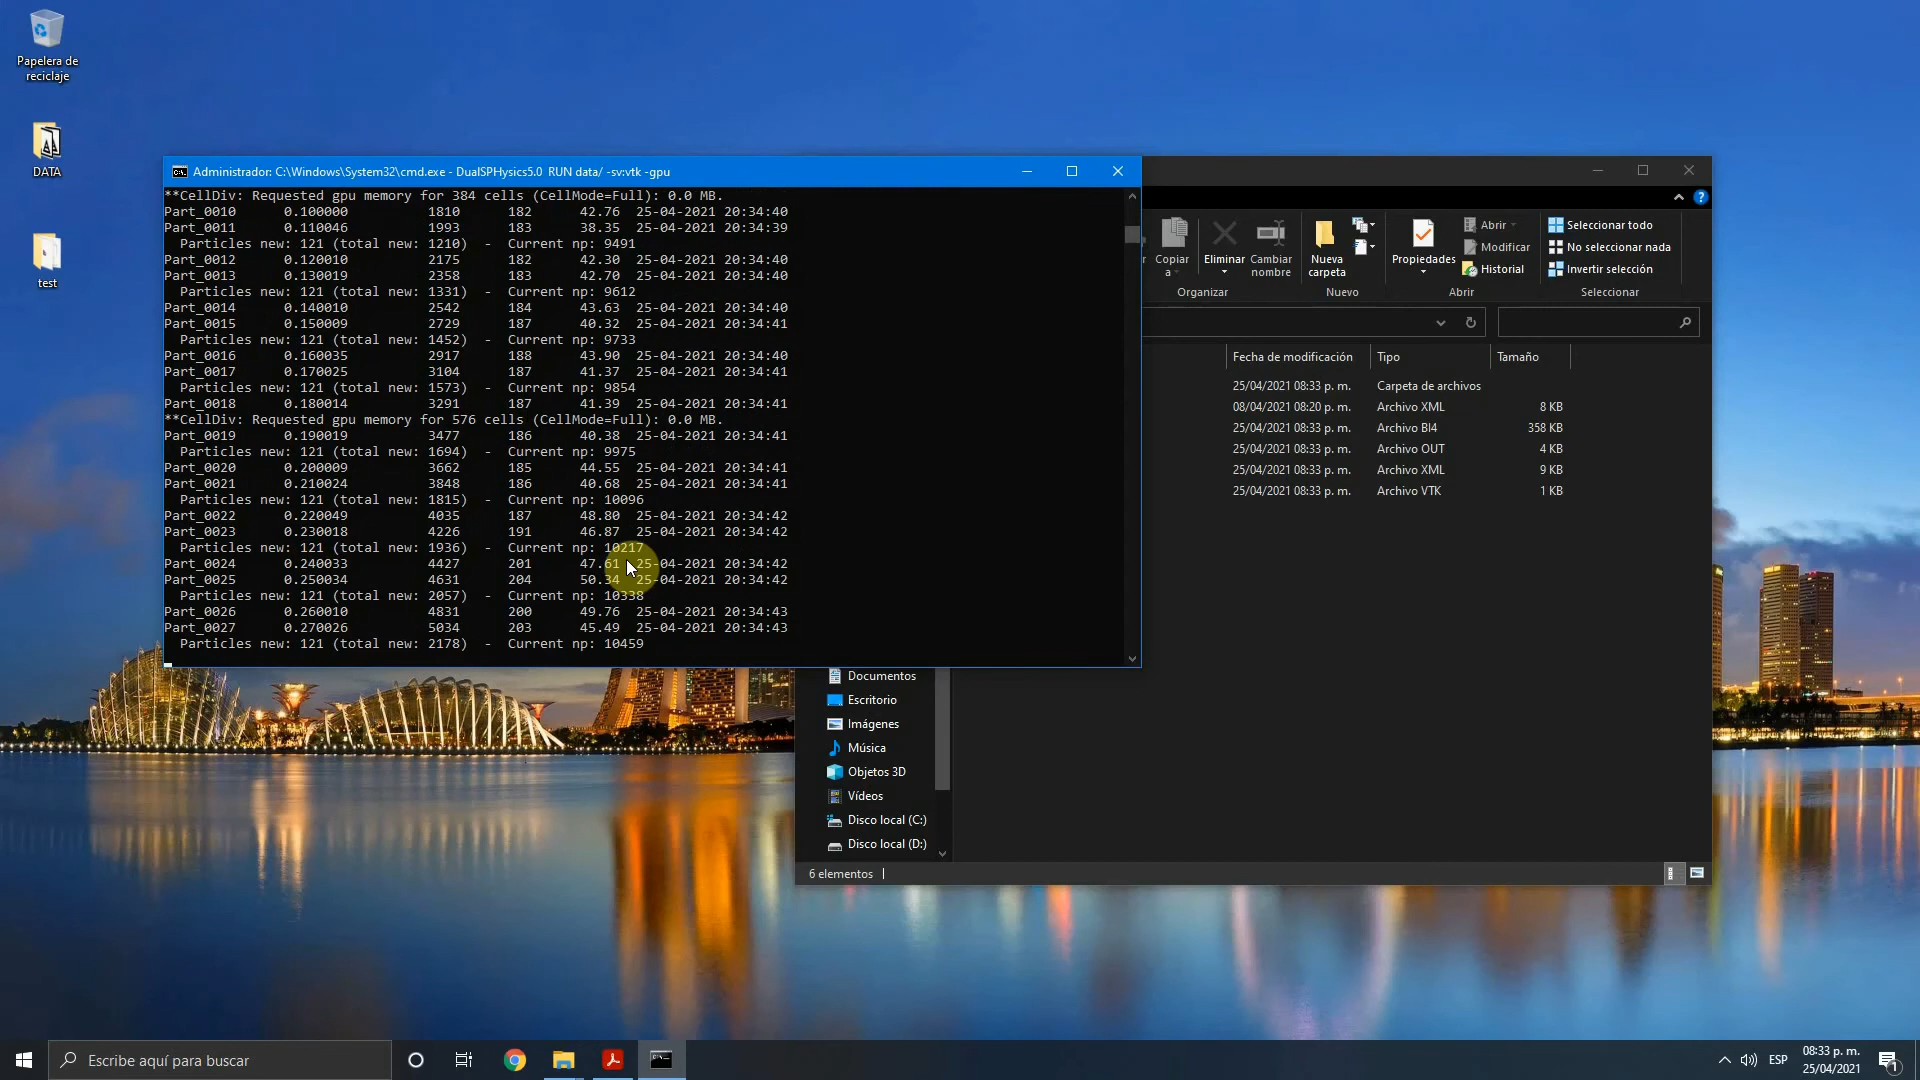 Papelera de
reciclaje
DATA
test
Administrador: C:\Windows\System32\cmd.exe - DualSPHysics5.0 RUN data/ -sv:vtk -gpu
**CellDiv: Requested gpu memory for 384 cells (CellMode=Full): 0.0 MB.
Part_0010 0.100000 1810 182 42.76 25-04-2021 20:34:40
Part_0011 0.110046 1993 183 38.35 25-04-2021 20:34:39
Particles new: 121 (total new: 1210) - Current np: 9491
Part_0012 0.120010 2175 182 42.30 25-04-2021 20:34:40
Part_0013 0.130019 2358 183 42.70 25-04-2021 20:34:40
Particles new: 121 (total new: 1331) - Current np: 9612
Part_0014 0.140010 2542 184 43.63 25-04-2021 20:34:40
Part_0015 0.150009 2729 187 40.32 25-04-2021 20:34:41
Particles new: 121 (total new: 1452) - Current np: 9733
Part_0016 0.160035 2917 188 43.90 25-04-2021 20:34:40
Part_0017 0.170025 3104 187 41.37 25-04-2021 20:34:41
Particles new: 121 (total new: 1573) - Current np: 9854
Part_0018 0.180014 3291 187 41.39 25-04-2021 20:34:41
**CellDiv: Requested gpu memory for 576 cells (CellMode=Full): 0.0 MB.
Part_0019 0.190019 3477 186 40.38 25-04-2021 20:34:41
Particles new: 121 (total new: 1694) - Current np: 9975
Part_0020 0.200009 3662 185 44.55 25-04-2021 20:34:41
Part_0021 0.210024 3848 186 40.68 25-04-2021 20:34:41
Particles new: 121 (total new: 1815) - Current np: 10096
Part_0022 0.220049 4035 187 48.80 25-04-2021 20:34:42
Part_0023 0.230018 4226 191 46.87 25-04-2021 20:34:42
Particles new: 121 (total new: 1936) - Current np: 10217
Part_0024 0.240033 4427 201 47.61 25-04-2021 20:34:42
Part_0025 0.250034 4631 204 50.34 25-04-2021 20:34:42
Particles new: 121 (total new: 2057) - Current np: 10338
Part_0026 0.260010 4831 200 49.76 25-04-2021 20:34:43
Part_0027 0.270026 5034 203 45.49 25-04-2021 20:34:43
Particles new: 121 (total new: 2178) - Current np: 10459
Copiar
a
Eliminar
Cambiar
nombre
Organizar
Nueva
carpeta
Nuevo
Propiedades
Abrir
Modificar
Historial
Abrir
Seleccionar todo
No seleccionar nada
Invertir selección
Seleccionar
Fecha de modificación Tipo Tamaño
25/04/2021 08:33 p. m. Carpeta de archivos
08/04/2021 08:20 p. m. Archivo XML 8 KB
25/04/2021 08:33 p. m. Archivo BI4 358 KB
25/04/2021 08:33 p. m. Archivo OUT 4 KB
25/04/2021 08:33 p. m. Archivo XML 9 KB
25/04/2021 08:33 p. m. Archivo VTK 1 KB
Documentos
Escritorio
Imágenes
Música
Objetos 3D
Vídeos
Disco local (C:)
Disco local (D:)
6 elementos
Escribe aquí para buscar
ESP
08:33 p. m.
25/04/2021
1